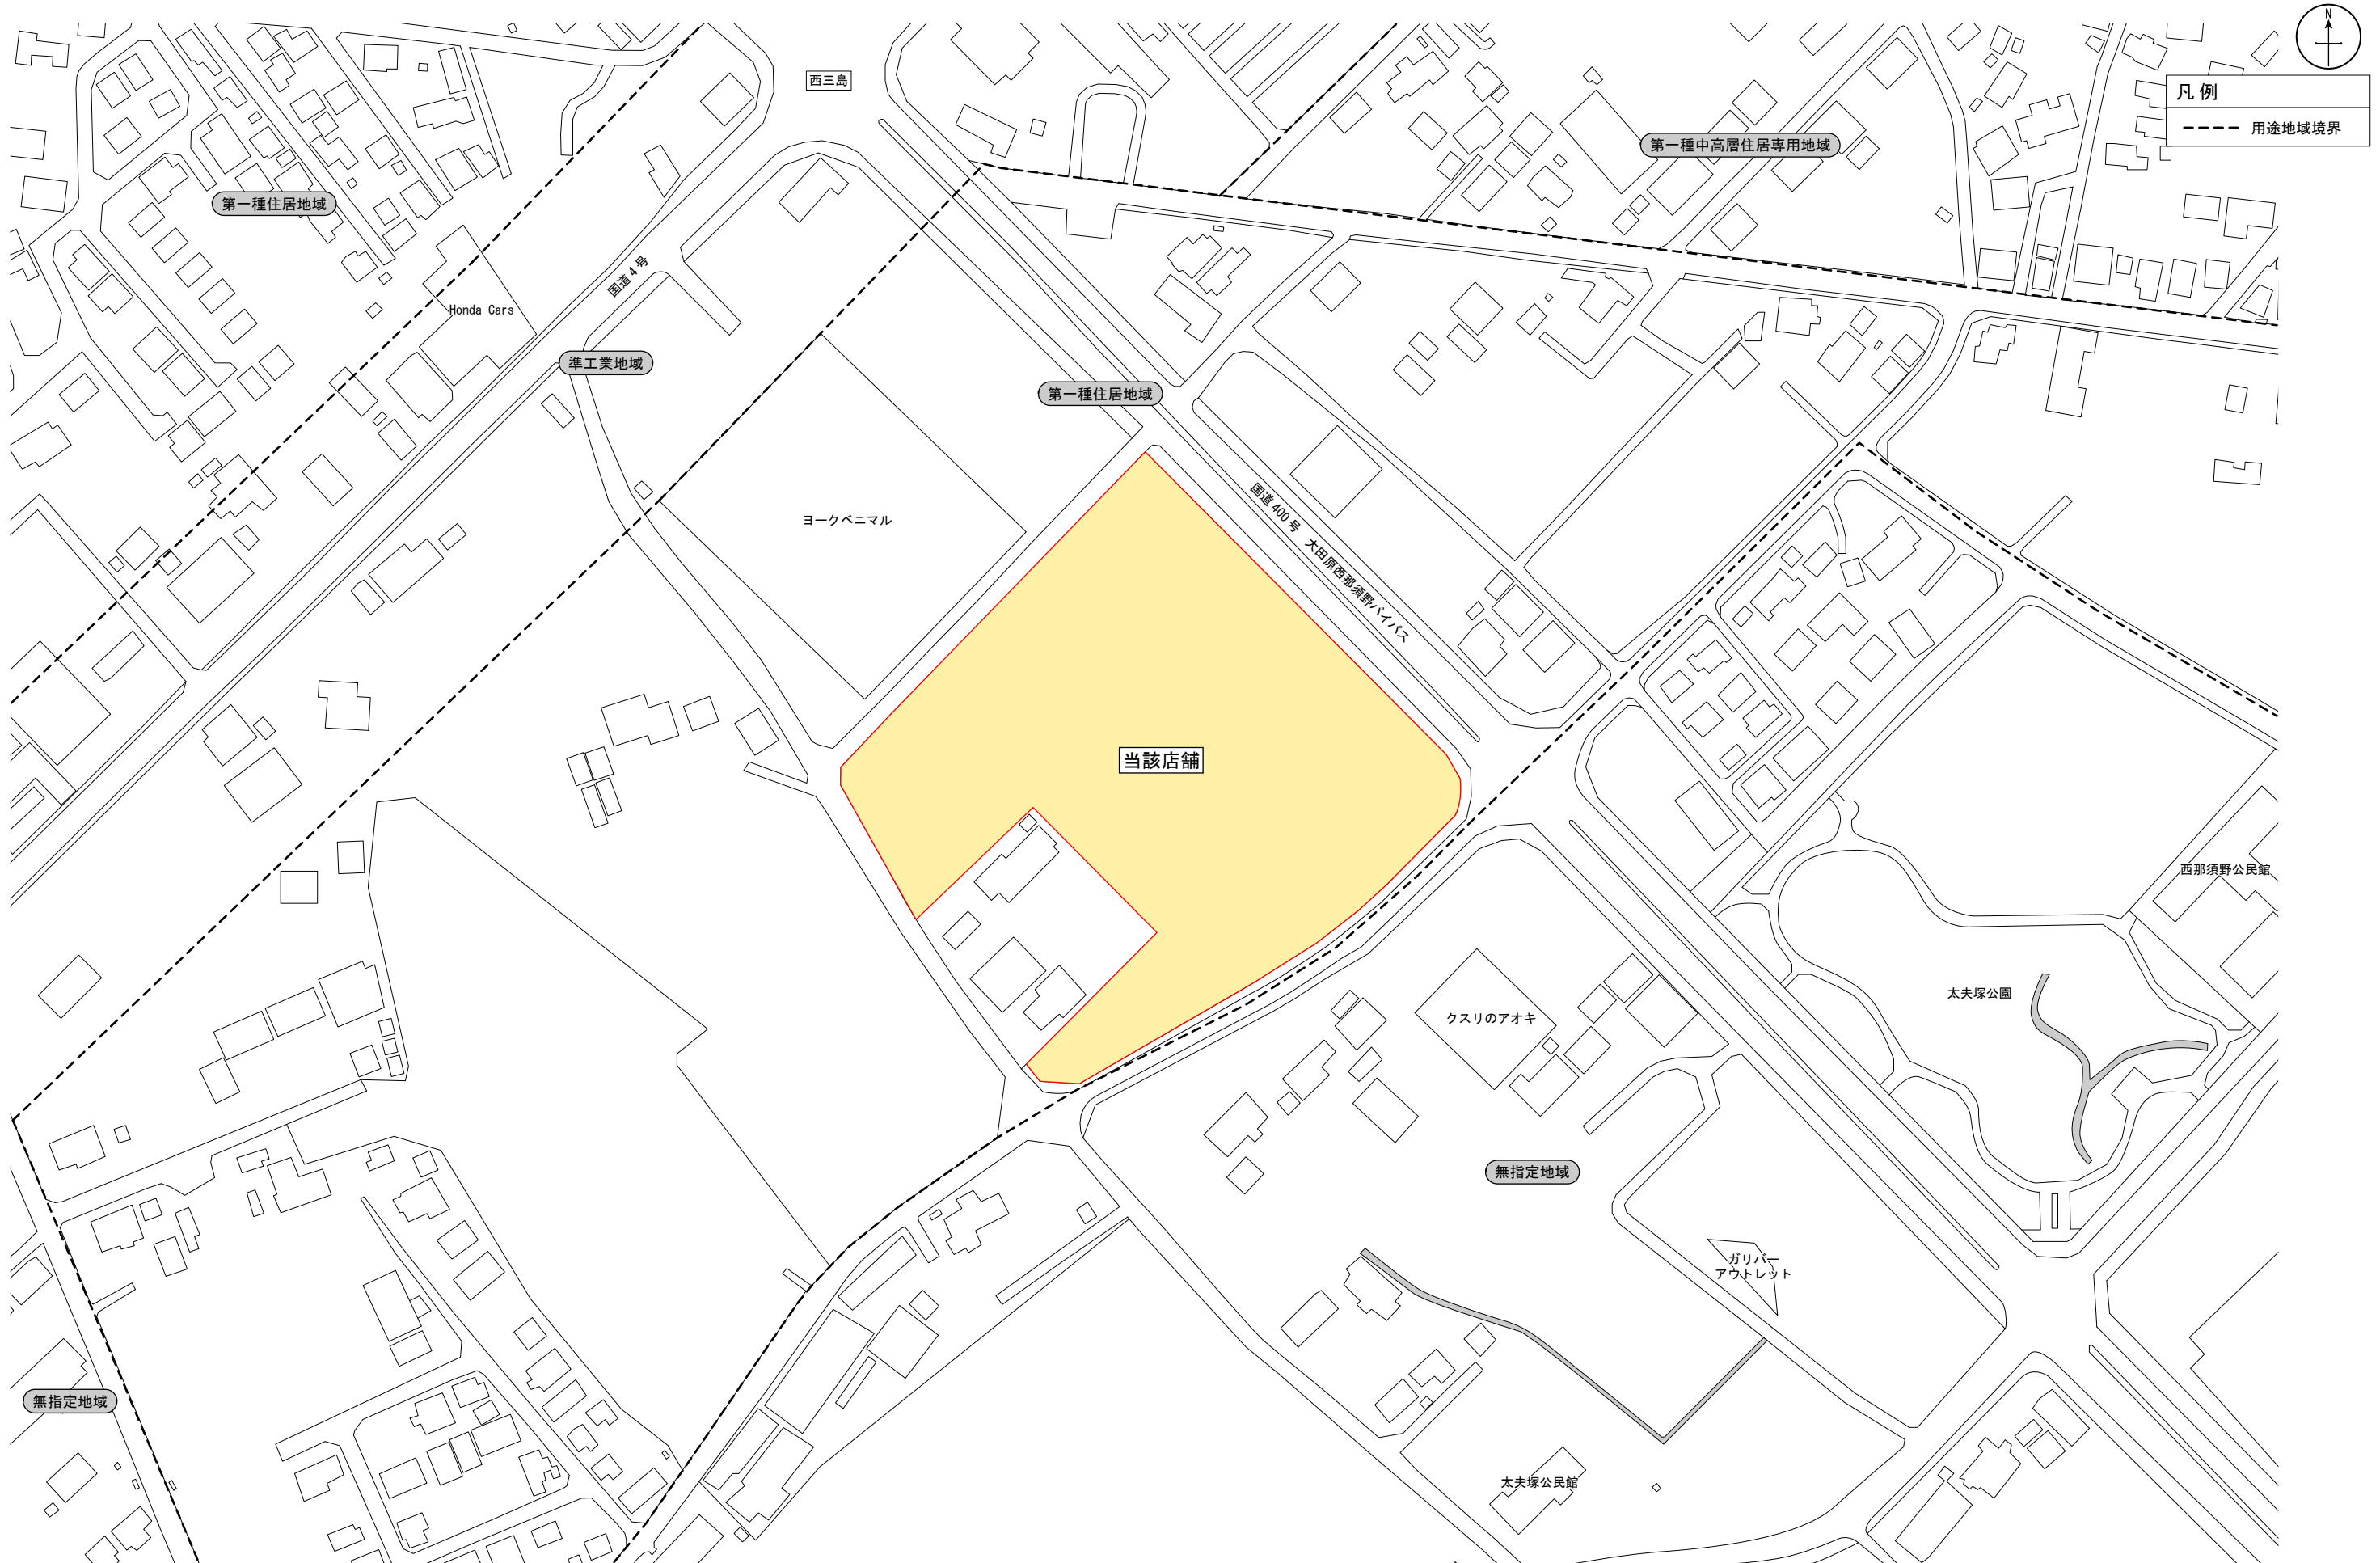 N
凡 例
用途地域境界
西三島
第一種中高層住居専用地域
第一種住居地域
国道４号
Honda Cars
準工業地域
第一種住居地域
ヨークベニマル
国道 400 号　大田原西那須野バイパス
当該店舗
西那須野公民館
太夫塚公園
クスリのアオキ
無指定地域
ガリバー
アウトレット
無指定地域
太夫塚公民館